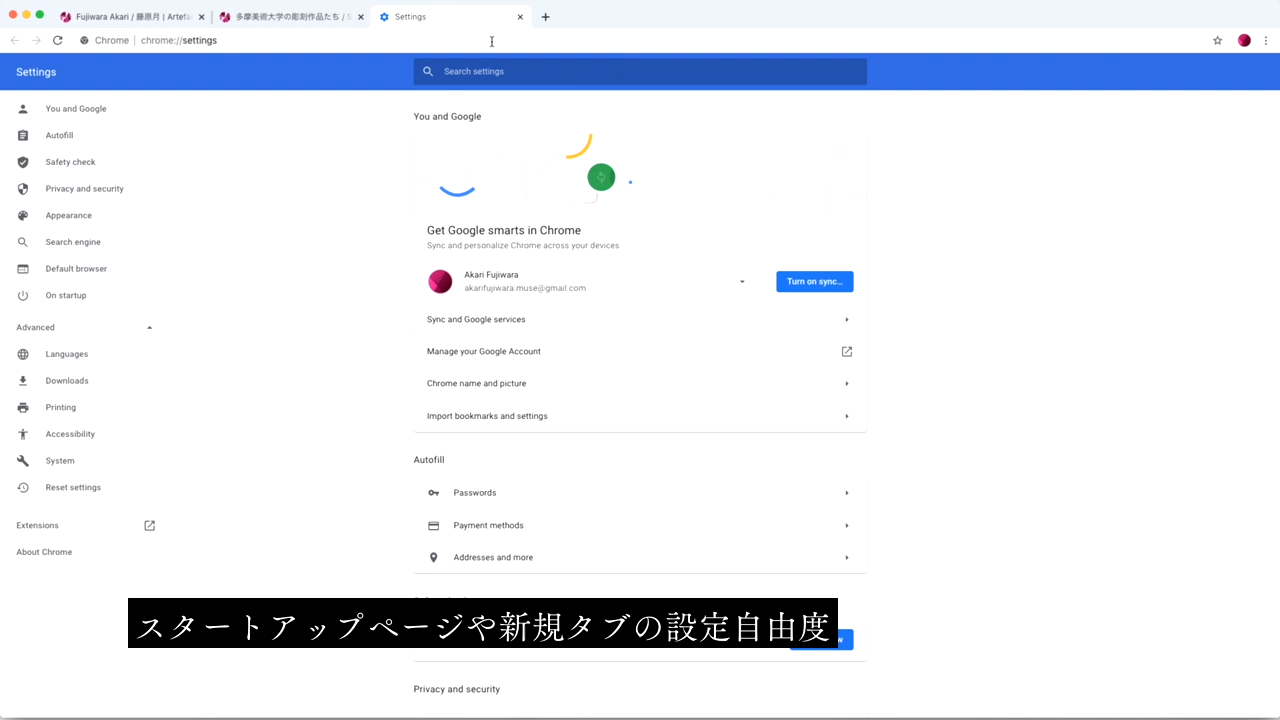 Fujiwara Akari / 藤原月 | Artefa
多摩美術大学の彫刻作品たち / S
Settings
Chrome
chrome://settings
Settings
Search settings
You and Google
Autofill
Safety check
Privacy and security
Appearance
Search engine
Default browser
On startup
Advanced
Languages
Downloads
Printing
Accessibility
System
Reset settings
Extensions
About Chrome
You and Google
Get Google smarts in Chrome
Sync and personalize Chrome across your devices
Akari Fujiwara
akarifujiwara.muse@gmail.com
Turn on sync...
Sync and Google services
Manage your Google Account
Chrome name and picture
Import bookmarks and settings
Autofill
Passwords
Payment methods
Addresses and more
スタートアップページや新規タブの設定自由度
Privacy and security